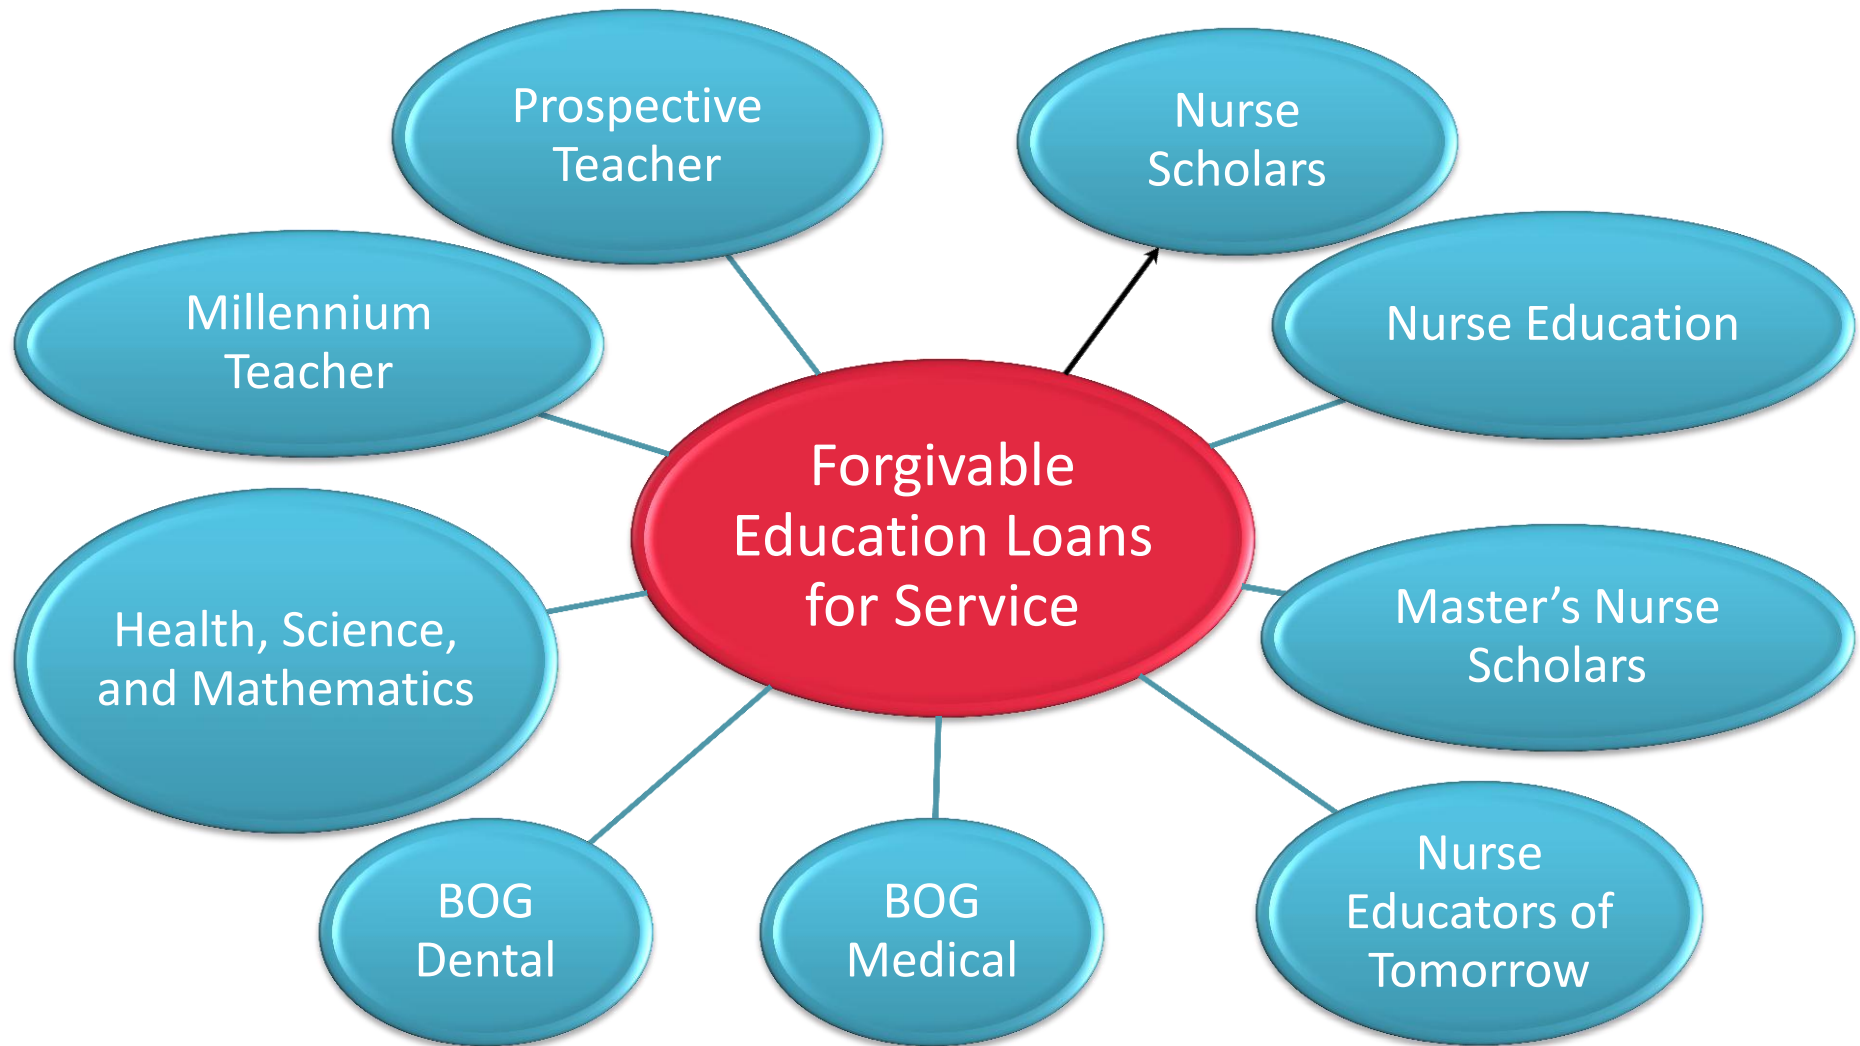 Prospective
Teacher
Nurse
Scholars
Millennium
Teacher
Nurse Education
Forgivable
Education Loans
for Service
Health, Science,
and Mathematics
Master’s Nurse
Scholars
BOG
Dental
BOG
Medical
Nurse
Educators of
Tomorrow